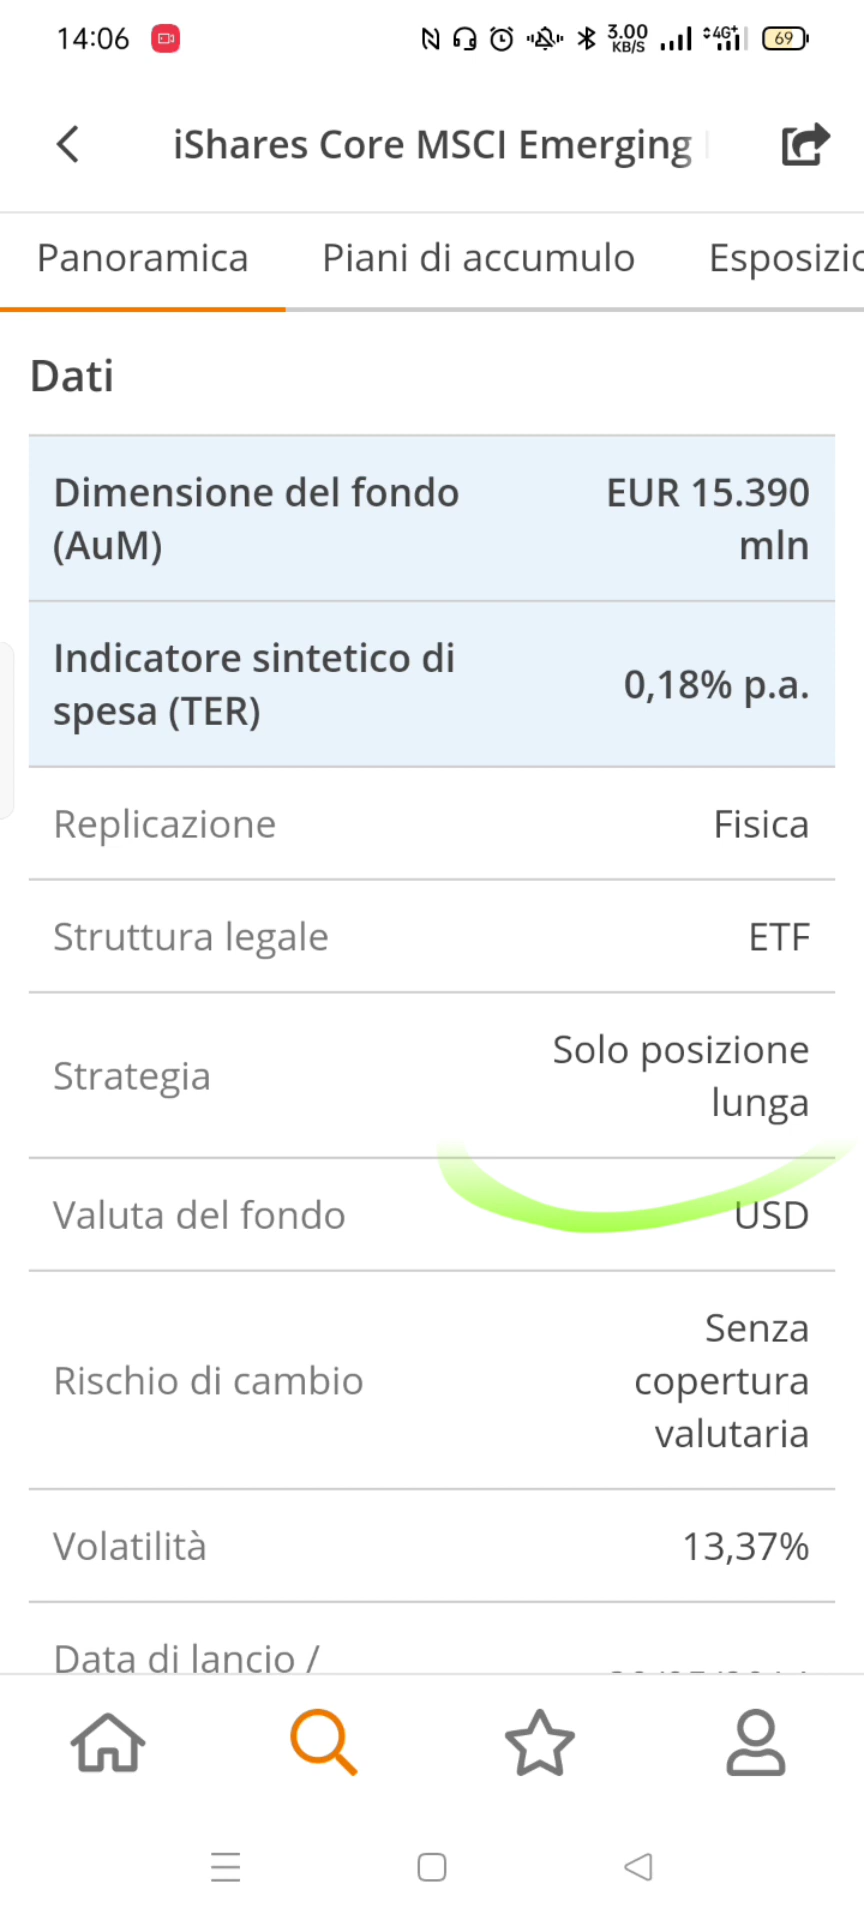 14:06
3.00
KB/S
4G+
69
iShares Core MSCI Emerging
Panoramica
Piani di accumulo
Dati
Dimensione del fondo
(AuM)
EUR 15.390
mln
Indicatore sintetico di
spesa (TER)
0,18% p.a.
Replicazione
Fisica
Struttura legale
ETF
Strategia
Solo posizione
lunga
Valuta del fondo
USD
Rischio di cambio
Senza
copertura
valutaria
Volatilità
13,37%
Data di lancio /